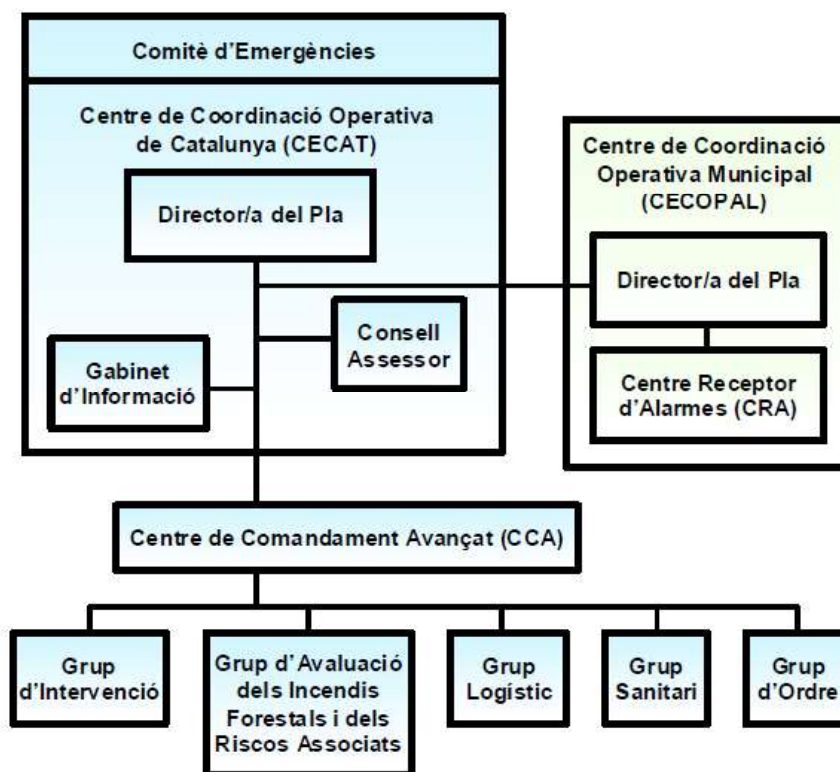 Comitè d'Emergències
Centre de Coordinació Operativa
de Catalunya (CECAT)
Director/a del Pla
Consell
Assessor
Gabinet
d'Informació
Centre de Coordinació
Operativa Municipal
(CECOPAL)
Director/a del Pla
Centre Receptor
d'Alarmes (CRA)
Centre de Comandament Avançat (CCA)
Grup
d'Intervenció
Grup d'Avaluació
dels Incendis
Forestals i dels
Riscos Associats
Grup
Logístic
Grup
Sanitari
Grup
d'Ordre